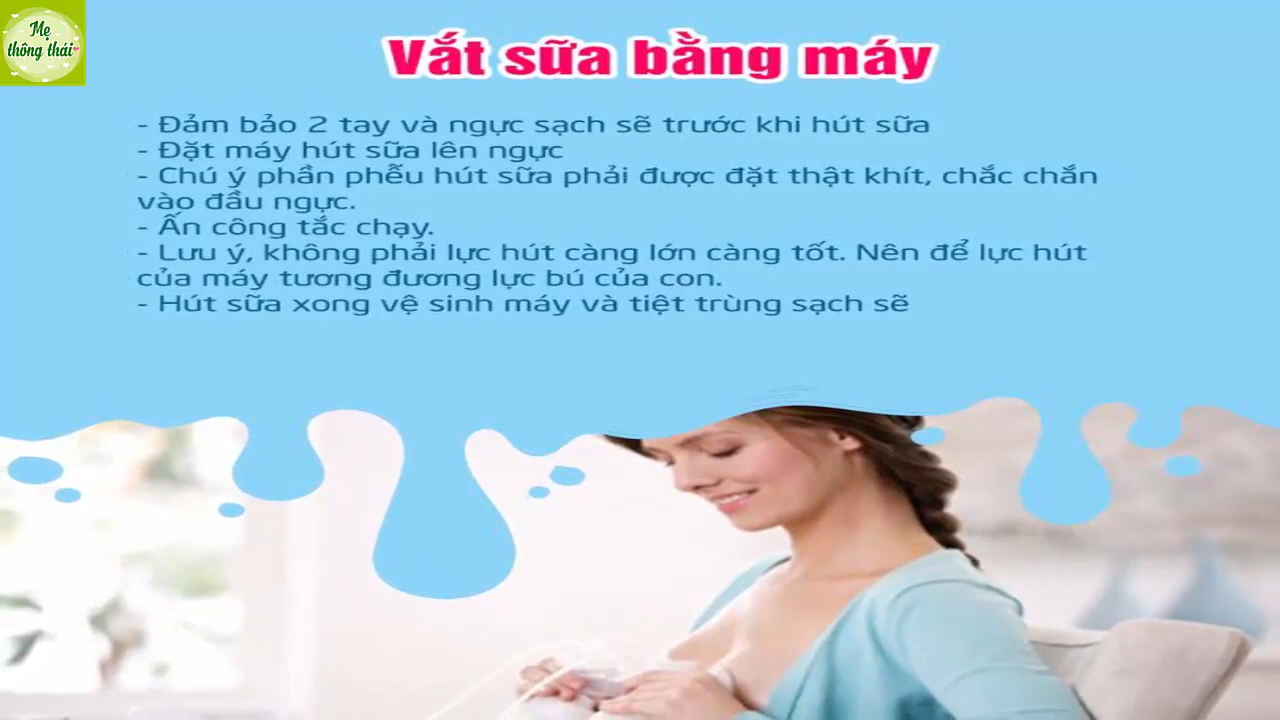 Mẹ
thông thái
Vắt sữa bằng máy
- Đảm bảo 2 tay và ngực sạch sẽ trước khi hút sữa
- Đặt máy hút sữa lên ngực
- Chú ý phần phễu hút sữa phải được đặt thật khít, chắc chắn
vào đầu ngực.
- Ấn công tắc chạy.
- Lưu ý, không phải lực hút càng lớn càng tốt. Nên để lực hút
của máy tương đương lực bú của con.
- Hút sữa xong vệ sinh máy và tiệt trùng sạch sẽ